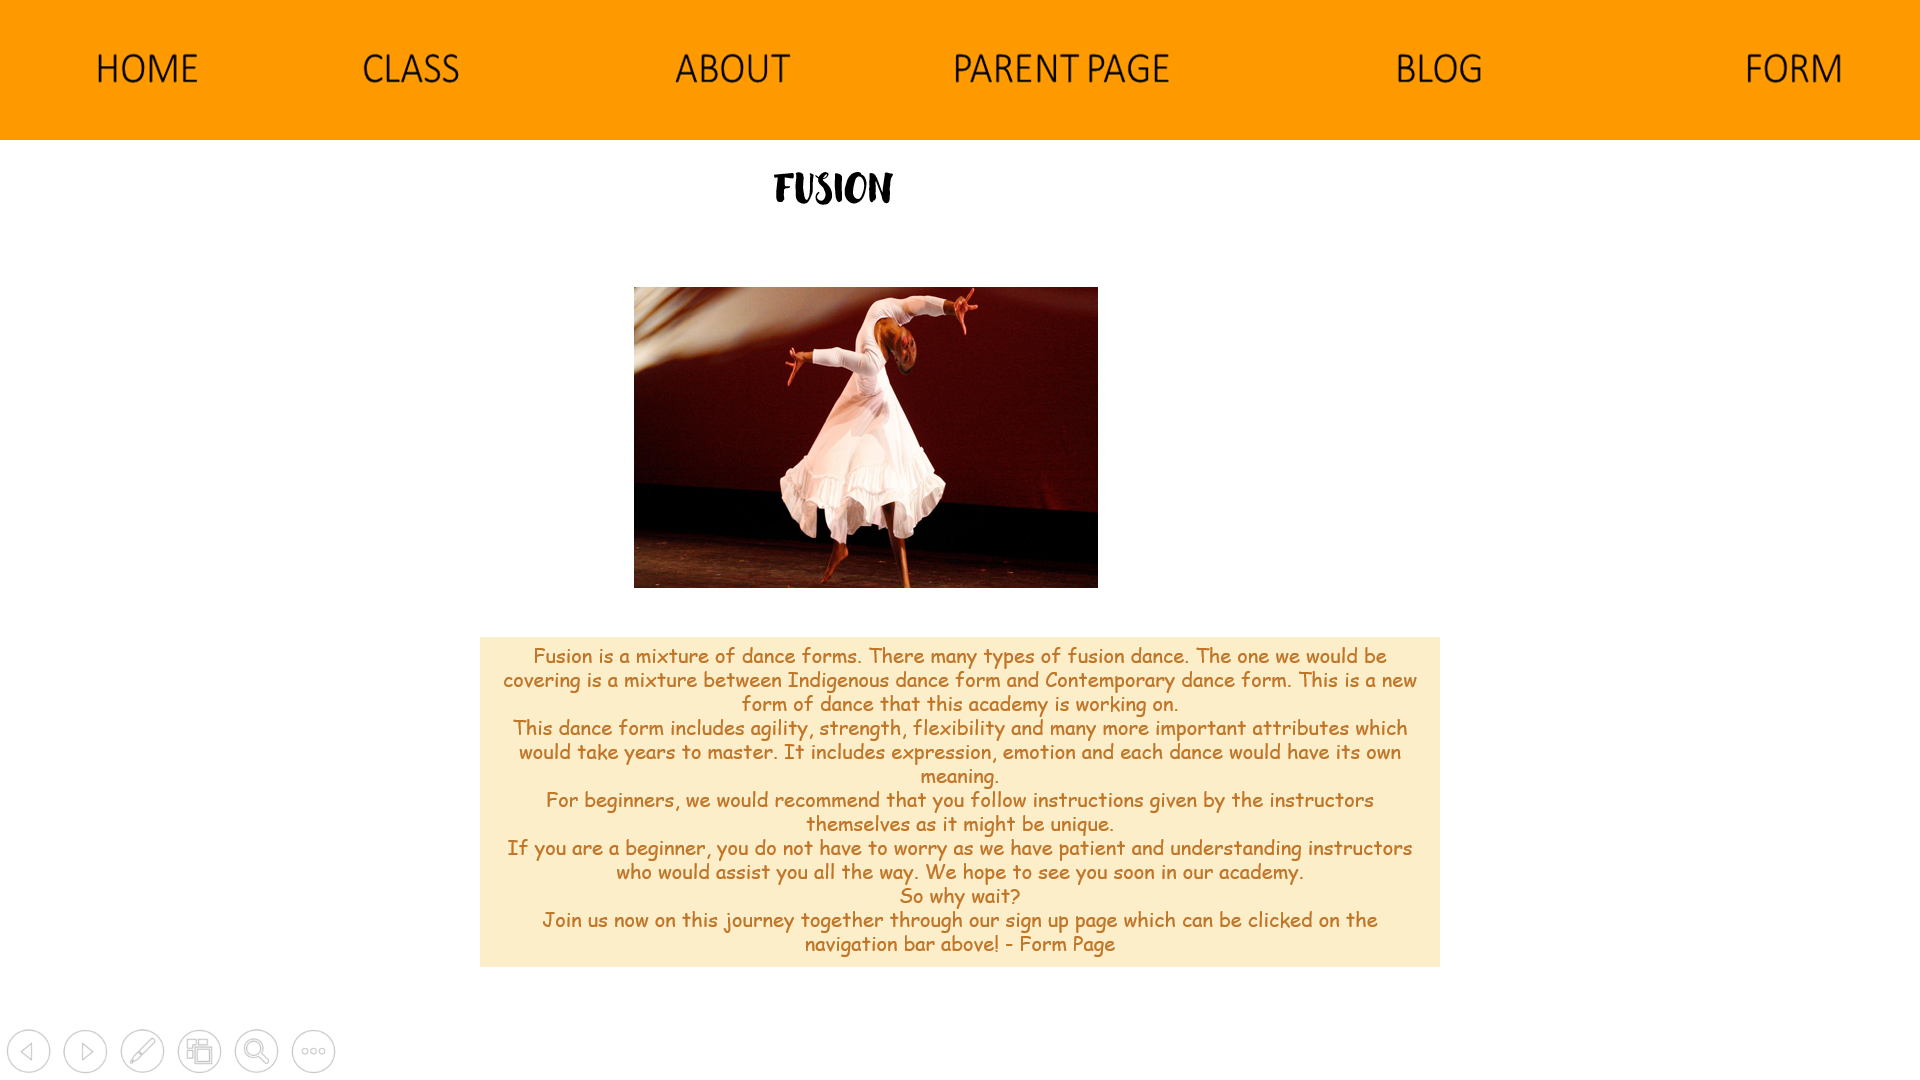 HOME CLASS ABOUT PARENT PAGE BLOG FORM
FUSION
Fusion is a mixture of dance forms. There many types of fusion dance. The one we would be
covering is a mixture between Indigenous dance form and Contemporary dance form. This is a new
form of dance that this academy is working on.
This dance form includes agility, strength, flexibility and many more important attributes which
would take years to master. It includes expression, emotion and each dance would have its own
meaning.
For beginners, we would recommend that you follow instructions given by the instructors
themselves as it might be unique.
If you are a beginner, you do not have to worry as we have patient and understanding instructors
who would assist you all the way. We hope to see you soon in our academy.
So why wait?
Join us now on this journey together through our sign up page which can be clicked on the
navigation bar above! - Form Page